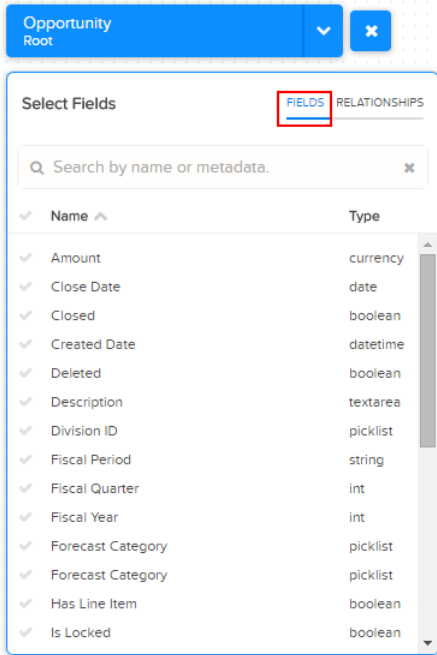 Opportunity
Root
Select Fields FIELDS RELATIONSHIPS
Search by name or metadata.
Name Type
Amount currency
Close Date date
Closed boolean
Created Date datetime
Deleted boolean
Description textarea
Division ID picklist
Fiscal Period string
Fiscal Quarter int
Fiscal Year int
Forecast Category picklist
Forecast Category picklist
Has Line Item boolean
Is Locked boolean